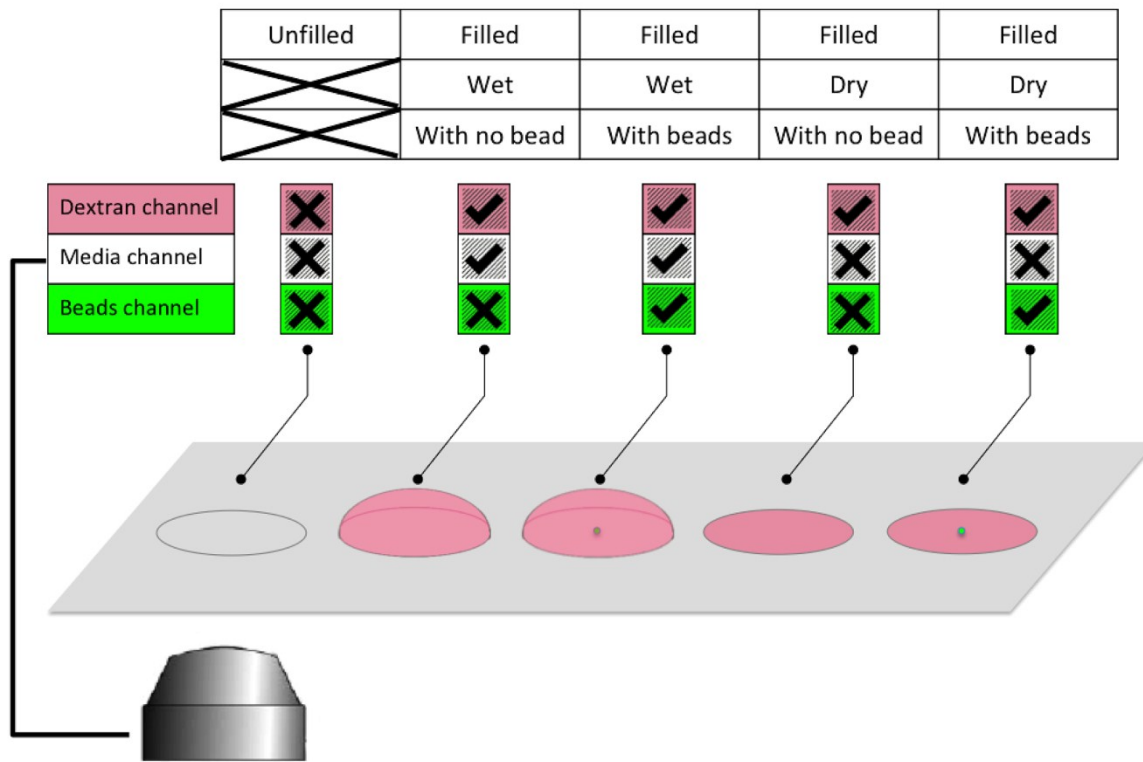 Unfilled Filled Filled Filled Filled
Wet Wet Dry Dry
With no bead With beads With no bead With beads
Dextran channel
Media channel
Beads channel